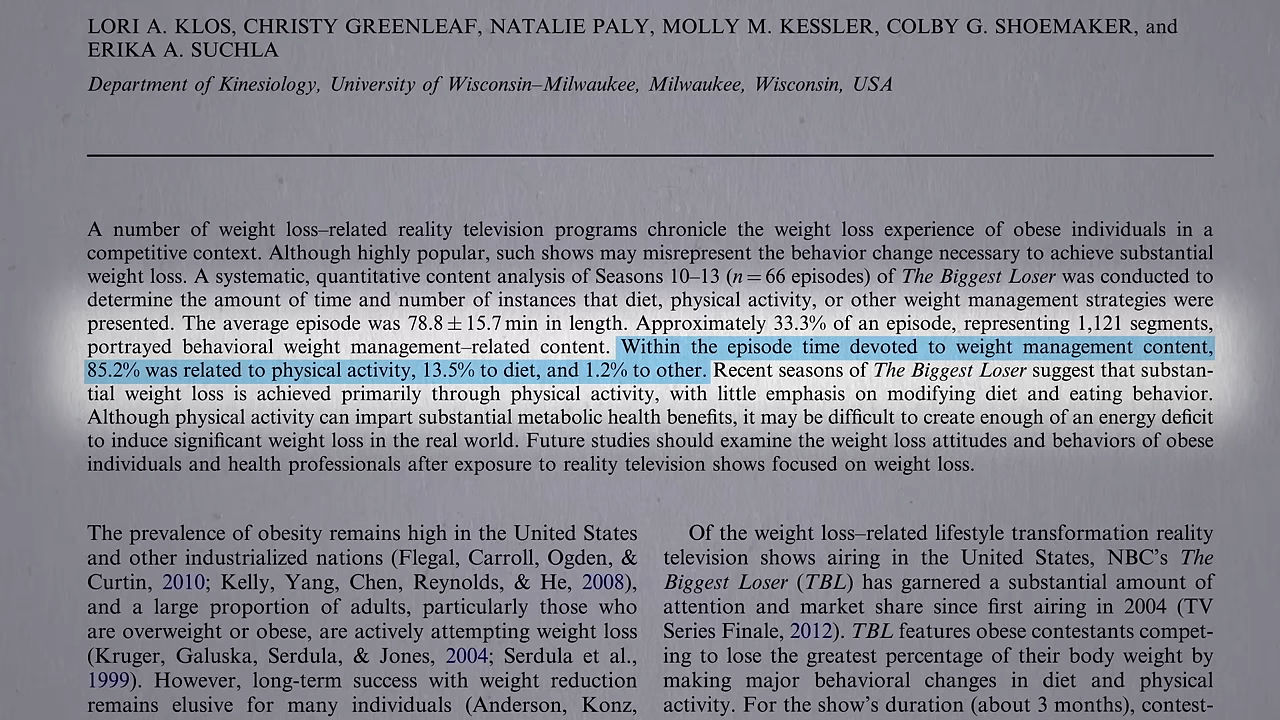 LORI A. KLOS, CHRISTY GREENLEAF, NATALIE PALY, MOLLY M. KESSLER, COLBY G. SHOEMAKER, and
ERIKA A. SUCHLA
Department of Kinesiology, University of Wisconsin–Milwaukee, Milwaukee, Wisconsin, USA
A number of weight loss–related reality television programs chronicle the weight loss experience of obese individuals in a
competitive context. Although highly popular, such shows may misrepresent the behavior change necessary to achieve substantial
weight loss. A systematic, quantitative content analysis of Seasons 10–13 (n = 66 episodes) of The Biggest Loser was conducted to
determine the amount of time and number of instances that diet, physical activity, or other weight management strategies were
presented. The average episode was 78.8 ± 15.7 min in length. Approximately 33.3% of an episode, representing 1,121 segments,
portrayed behavioral weight management–related content. Within the episode time devoted to weight management content,
85.2% was related to physical activity, 13.5% to diet, and 1.2% to other. Recent seasons of The Biggest Loser suggest that substan-
tial weight loss is achieved primarily through physical activity, with little emphasis on modifying diet and eating behavior.
Although physical activity can impart substantial metabolic health benefits, it may be difficult to create enough of an energy deficit
to induce significant weight loss in the real world. Future studies should examine the weight loss attitudes and behaviors of obese
individuals and health professionals after exposure to reality television shows focused on weight loss.
The prevalence of obesity remains high in the United States
and other industrialized nations (Flegal, Carroll, Ogden, &
Curtin, 2010; Kelly, Yang, Chen, Reynolds, & He, 2008),
and a large proportion of adults, particularly those who
are overweight or obese, are actively attempting weight loss
(Kruger, Galuska, Serdula, & Jones, 2004; Serdula et al.,
1999). However, long-term success with weight reduction
remains elusive for many individuals (Anderson, Konz,
Of the weight loss–related lifestyle transformation reality
television shows airing in the United States, NBC's The
Biggest Loser (TBL) has garnered a substantial amount of
attention and market share since first airing in 2004 (TV
Series Finale, 2012). TBL features obese contestants compet-
ing to lose the greatest percentage of their body weight by
making major behavioral changes in diet and physical
activity. For the show's duration (about 3 months), contest-